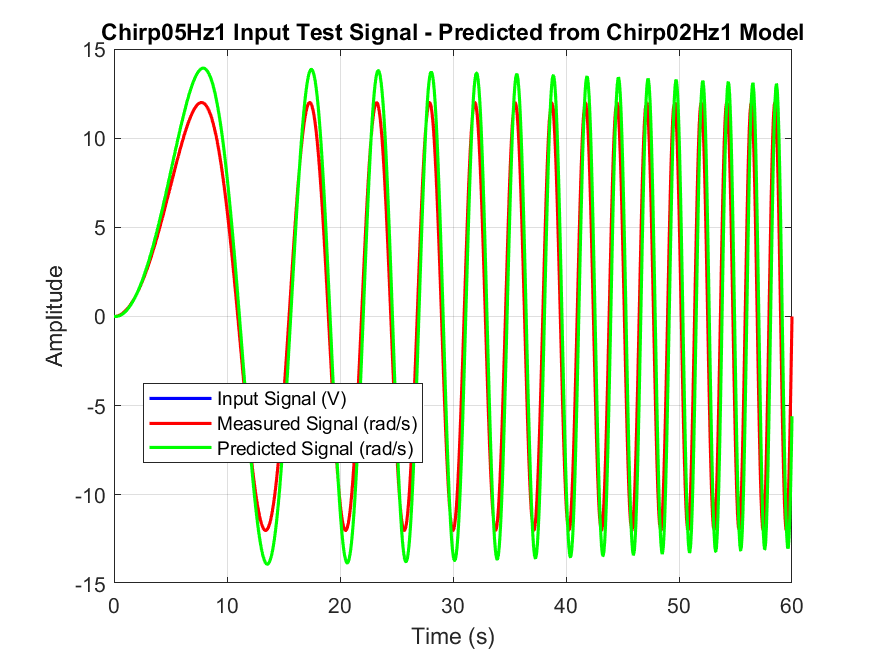 Chirp05Hz1 Input Test Signal - Predicted from Chirp02Hz1 Model
15
10
5
0
-5
-10
-15
Amplitude
Input Signal (V)
Measured Signal (rad/s)
Predicted Signal (rad/s)
0 10 20 30 40 50 60
Time (s)